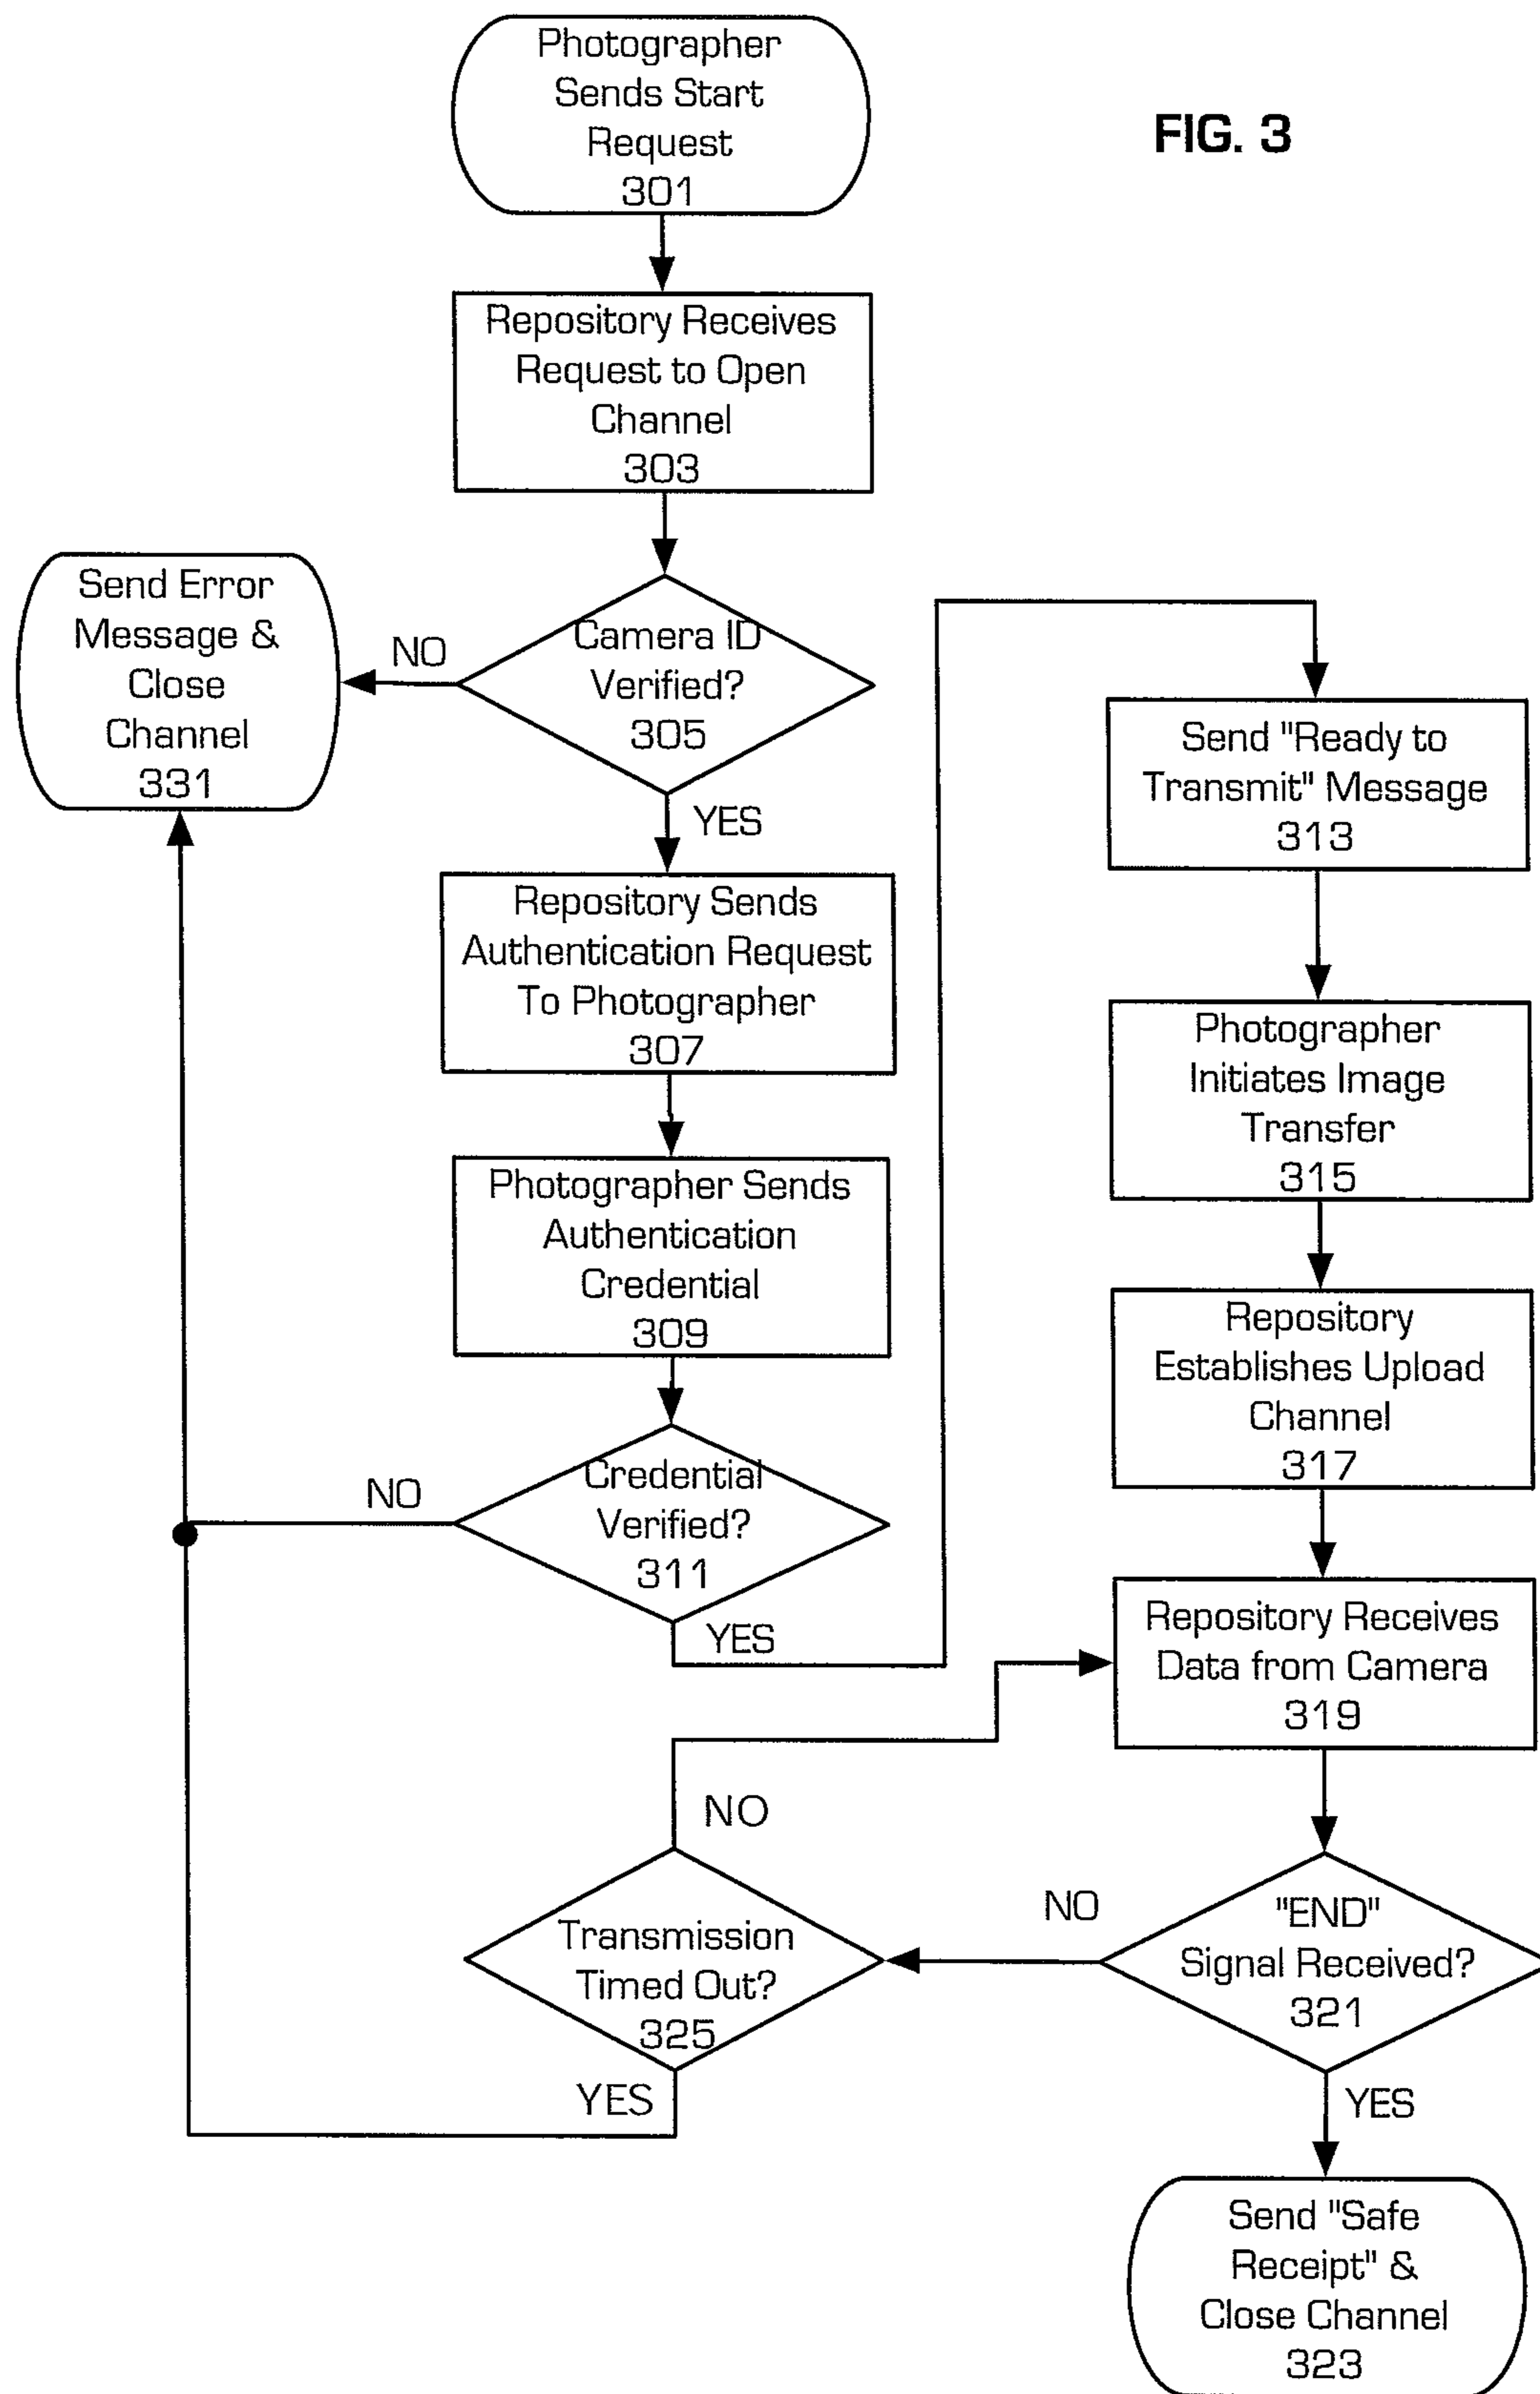 Photographer
Sends Start
Request
301
FIG. 3
Repository Receives
Request to Open
Channel
303
Send Error
Message &
Close
Channel
331
NO
Camera ID
Verified?
305
YES
Repository Sends
Authentication Request
To Photographer
307
Photographer Sends
Authentication
Credential
309
NO
Credential
Verified?
311
YES
Send "Ready to
Transmit" Message
313
Photographer
Initiates Image
Transfer
315
Repository
Establishes Upload
Channel
317
Repository Receives
Data from Camera
319
NO
Transmission
Timed Out?
325
YES
NO
"END"
Signal Received?
321
YES
Send "Safe
Receipt" &
Close Channel
323